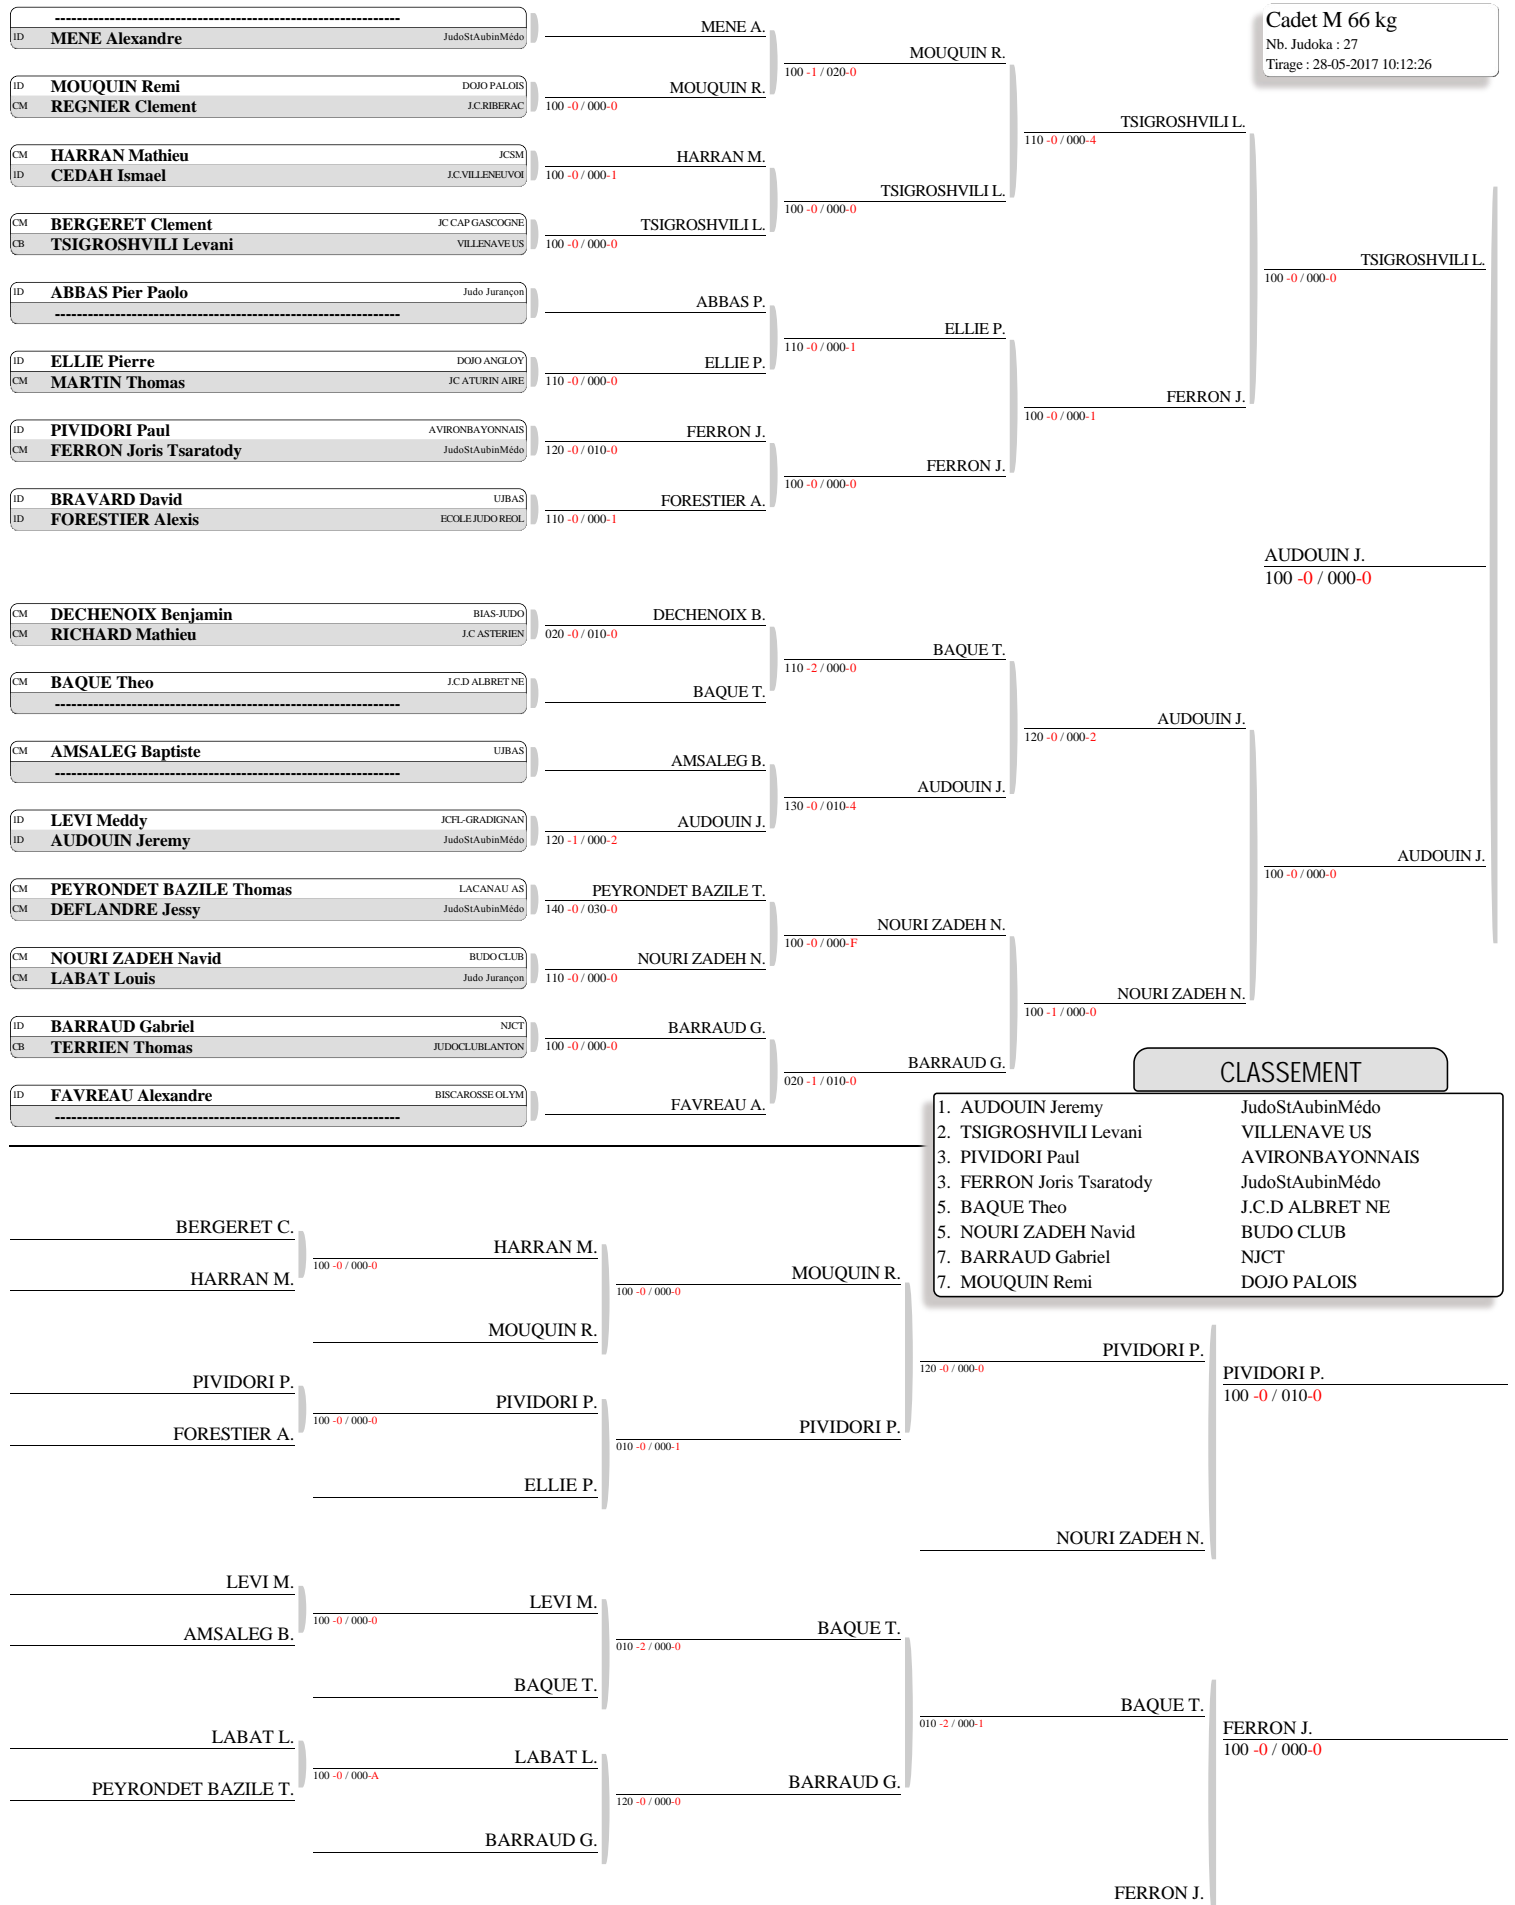 Cadet M 66 kg
Nb. Judoka : 27
Tirage : 28-05-2017 10:12:26
----------------------------------------------------------------
1D MENE Alexandre JudoStAubinMédo
1D MOUQUIN Remi DOJO PALOIS
CM REGNIER Clement J.C.RIBERAC
CM HARRAN Mathieu JCSM
1D CEDAH Ismael J.C.VILLENEUVOI
CM BERGERET Clement JC CAP GASCOGNE
CB TSIGROSHVILI Levani VILLENAVE US
1D ABBAS Pier Paolo Judo Jurançon
----------------------------------------------------------------
1D ELLIE Pierre DOJO ANGLOY
CM MARTIN Thomas JC ATURIN AIRE
1D PIVIDORI Paul AVIRONBAYONNAIS
CM FERRON Joris Tsaratody JudoStAubinMédo
1D BRAVARD David UJBAS
1D FORESTIER Alexis ECOLE JUDO REOL
CM DECHENOIX Benjamin BIAS-JUDO
CM RICHARD Mathieu J.C ASTERIEN
CM BAQUE Theo J.C.D ALBRET NE
----------------------------------------------------------------
CM AMSALEG Baptiste UJBAS
----------------------------------------------------------------
1D LEVI Meddy JCFL-GRADIGNAN
1D AUDOUIN Jeremy JudoStAubinMédo
CM PEYRONDET BAZILE Thomas LACANAU AS
CM DEFLANDRE Jessy JudoStAubinMédo
CM NOURI ZADEH Navid BUDO CLUB
CM LABAT Louis Judo Jurançon
1D BARRAUD Gabriel NJCT
CB TERRIEN Thomas JUDOCLUBLANTON
1D FAVREAU Alexandre BISCAROSSE OLYM
----------------------------------------------------------------
MENE A.
MOUQUIN R.
100 -0 / 000-0
HARRAN M.
100 -0 / 000-1
TSIGROSHVILI L.
100 -0 / 000-0
ABBAS P.
ELLIE P.
110 -0 / 000-0
FERRON J.
120 -0 / 010-0
FORESTIER A.
110 -0 / 000-1
DECHENOIX B.
020 -0 / 010-0
BAQUE T.
AMSALEG B.
AUDOUIN J.
120 -1 / 000-2
PEYRONDET BAZILE T.
140 -0 / 030-0
NOURI ZADEH N.
110 -0 / 000-0
BARRAUD G.
100 -0 / 000-0
FAVREAU A.
MOUQUIN R.
100 -1 / 020-0
TSIGROSHVILI L.
100 -0 / 000-0
ELLIE P.
110 -0 / 000-1
FERRON J.
100 -0 / 000-0
BAQUE T.
110 -2 / 000-0
AUDOUIN J.
130 -0 / 010-4
NOURI ZADEH N.
100 -0 / 000-F
BARRAUD G.
020 -1 / 010-0
TSIGROSHVILI L.
110 -0 / 000-4
FERRON J.
100 -0 / 000-1
AUDOUIN J.
120 -0 / 000-2
NOURI ZADEH N.
100 -1 / 000-0
TSIGROSHVILI L.
100 -0 / 000-0
AUDOUIN J.
100 -0 / 000-0
AUDOUIN J.
100 -0 / 000-0
CLASSEMENT
1. AUDOUIN Jeremy JudoStAubinMédo
2. TSIGROSHVILI Levani VILLENAVE US
3. PIVIDORI Paul AVIRONBAYONNAIS
3. FERRON Joris Tsaratody JudoStAubinMédo
5. BAQUE Theo J.C.D ALBRET NE
5. NOURI ZADEH Navid BUDO CLUB
7. BARRAUD Gabriel NJCT
7. MOUQUIN Remi DOJO PALOIS
BERGERET C.
HARRAN M.
PIVIDORI P.
FORESTIER A.
LEVI M.
AMSALEG B.
LABAT L.
PEYRONDET BAZILE T.
HARRAN M.
100 -0 / 000-0
MOUQUIN R.
PIVIDORI P.
100 -0 / 000-0
ELLIE P.
LEVI M.
100 -0 / 000-0
BAQUE T.
LABAT L.
100 -0 / 000-A
BARRAUD G.
MOUQUIN R.
100 -0 / 000-0
PIVIDORI P.
010 -0 / 000-1
BAQUE T.
010 -2 / 000-0
BARRAUD G.
120 -0 / 000-0
PIVIDORI P.
120 -0 / 000-0
NOURI ZADEH N.
BAQUE T.
010 -2 / 000-1
FERRON J.
PIVIDORI P.
100 -0 / 010-0
FERRON J.
100 -0 / 000-0